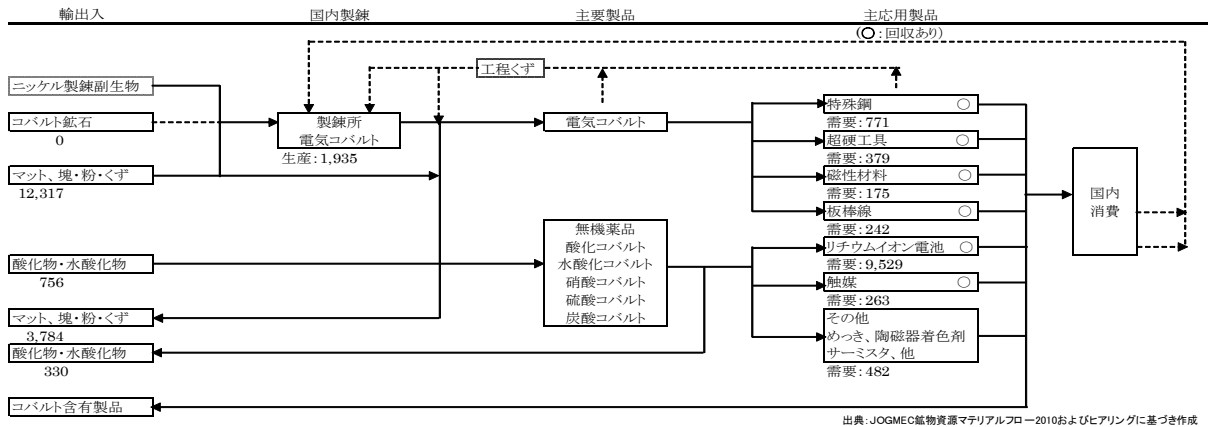 輸出入
国内製錬
主要製品
主応用製品
(○:回収あり)
工程くず
ニッケル製錬副生物
コバルト鉱石
0
マット、塊・粉・くず
12,317
酸化物・水酸化物
756
マット、塊・粉・くず
3,784
酸化物・水酸化物
330
コバルト含有製品
製錬所
電気コバルト
生産:1,935
電気コバルト
無機薬品
酸化コバルト
水酸化コバルト
硝酸コバルト
硫酸コバルト
炭酸コバルト
特殊鋼 ○
需要:771
超硬工具 ○
需要:379
磁性材料 ○
需要:175
板棒線 ○
需要:242
リチウムイオン電池 ○
需要:9,529
触媒 ○
需要:263
その他
めっき、陶磁器着色剤
サーミスタ、他
需要:482
国内
消費
出典:JOGMEC鉱物資源マテリアルフロー2010およびヒアリングに基づき作成